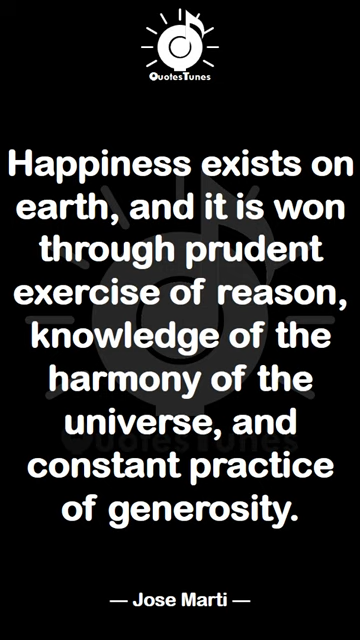 QuotesTunes
Happiness exists on
earth, and it is won
through prudent
exercise of reason,
knowledge of the
harmony of the
universe, and
constant practice
of generosity.
QuotesTunes
— Jose Marti —